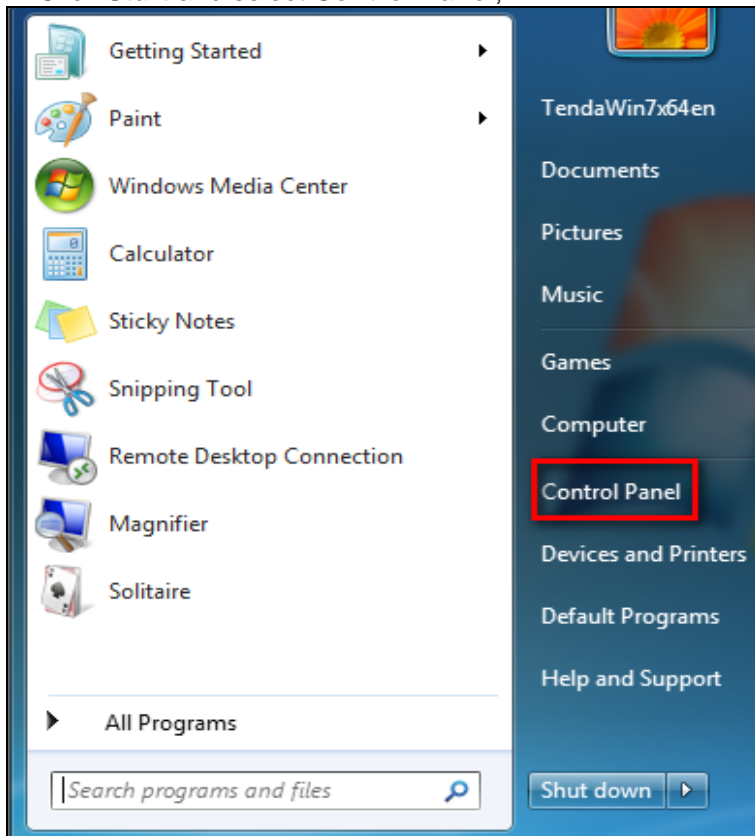 Getting Started
Paint
Windows Media Center
Calculator
Sticky Notes
Snipping Tool
Remote Desktop Connection
Magnifier
Solitaire
All Programs
Search programs and files
TendaWin7x64en
Documents
Pictures
Music
Games
Computer
Control Panel
Devices and Printers
Default Programs
Help and Support
Shut down